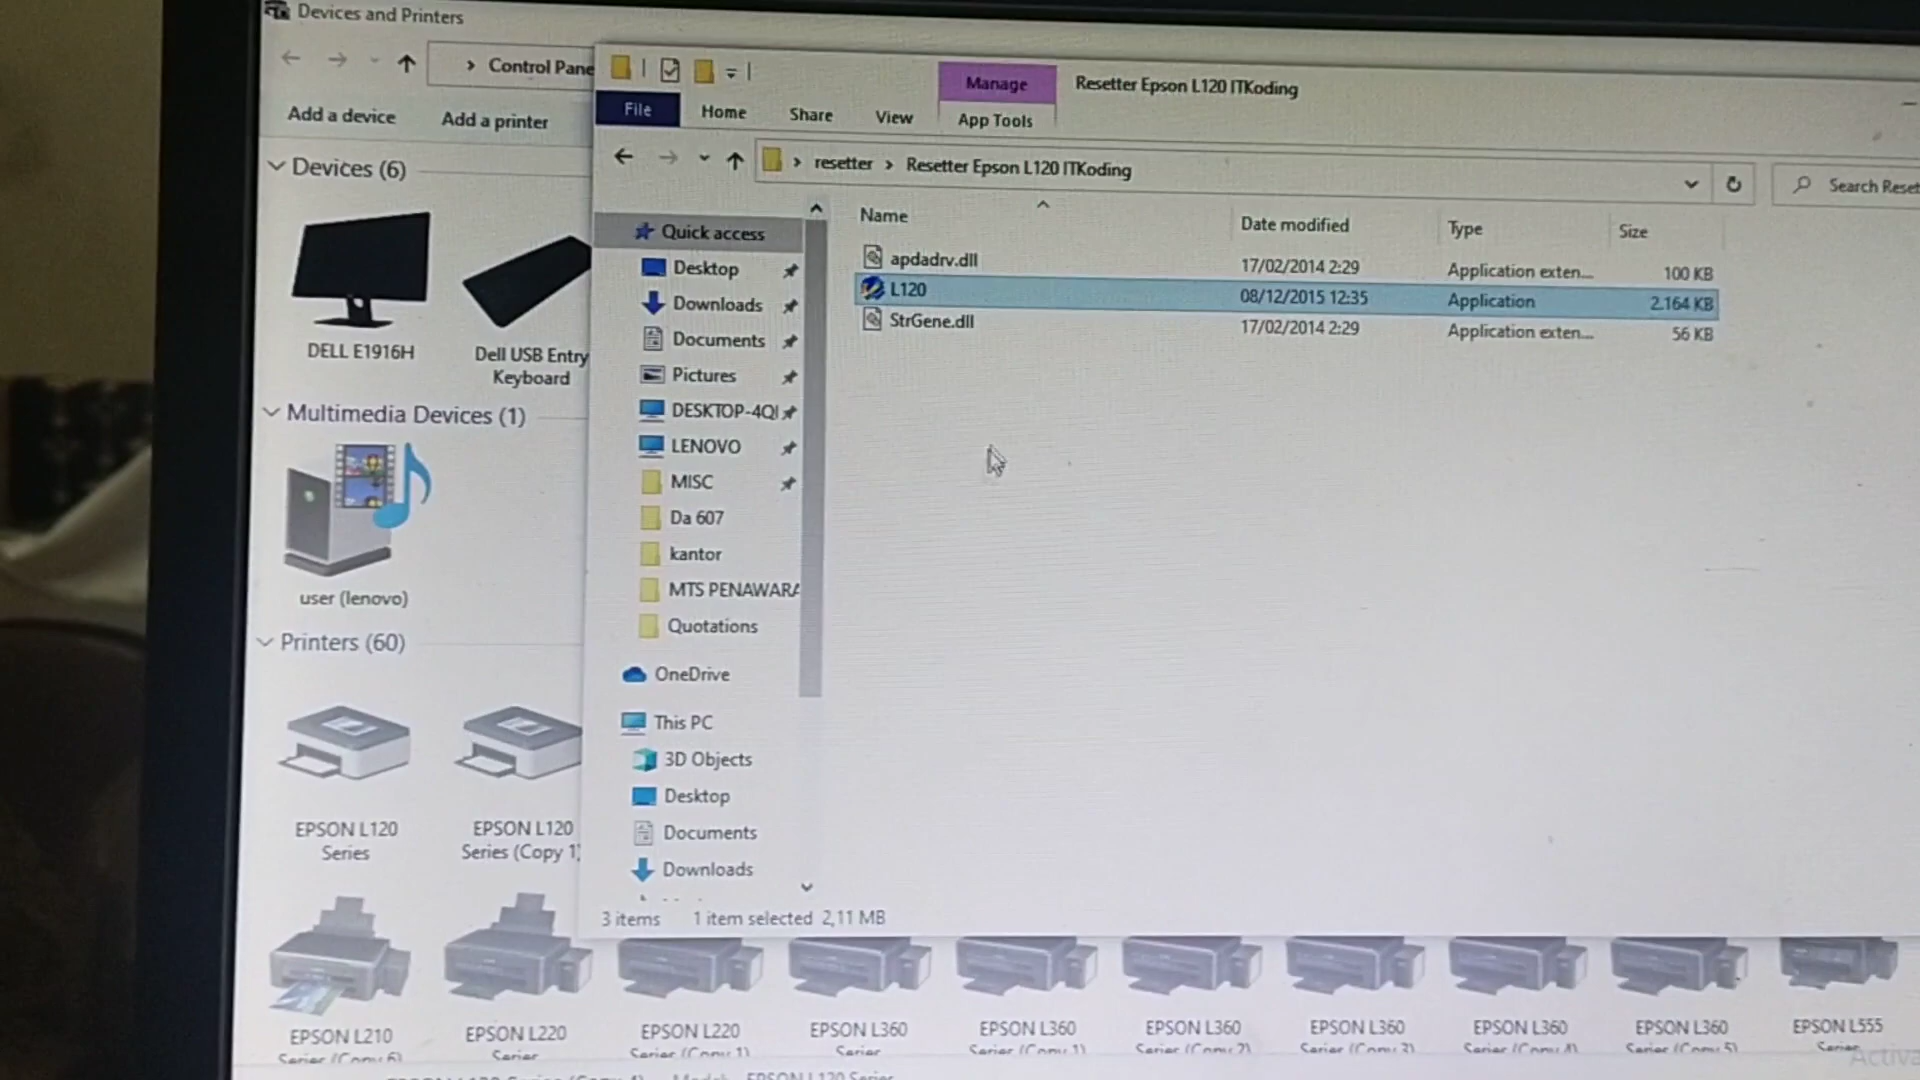 Devices and Printers
Control Pane
Add a device
Add a printer
Devices (6)
DELL E1916H
Dell USB Entry
Keyboard
Multimedia Devices (1)
user (lenovo)
Printers (60)
EPSON L120
Series
EPSON L120
Series (Copy 1)
Manage
Resetter Epson L120 ITKoding
File
Home
Share
View
App Tools
resetter
Resetter Epson L120 ITKoding
Search Reset
Quick access
Desktop
Downloads
Documents
Pictures
DESKTOP-4QI
LENOVO
MISC
Da 607
kantor
MTS PENAWARA
Quotations
OneDrive
This PC
3D Objects
Desktop
Documents
Downloads
Name
Date modified
Type
Size
apdadrv.dll
17/02/2014 2:29
Application exten...
100 KB
L120
08/12/2015 12:35
Application
2.164 KB
StrGene.dll
17/02/2014 2:29
Application exten...
56 KB
3 items
1 item selected 2,11 MB
EPSON L210
Series (Copy 6)
EPSON L220
Series
EPSON L220
Series (Copy 1)
EPSON L360
Series
EPSON L360
Series (Copy 1)
EPSON L360
Series (Copy 2)
EPSON L360
Series (Copy 3)
EPSON L360
Series (Copy 4)
EPSON L360
Series (Copy 5)
EPSON L555
Series
Activa
EPSON L120 Series